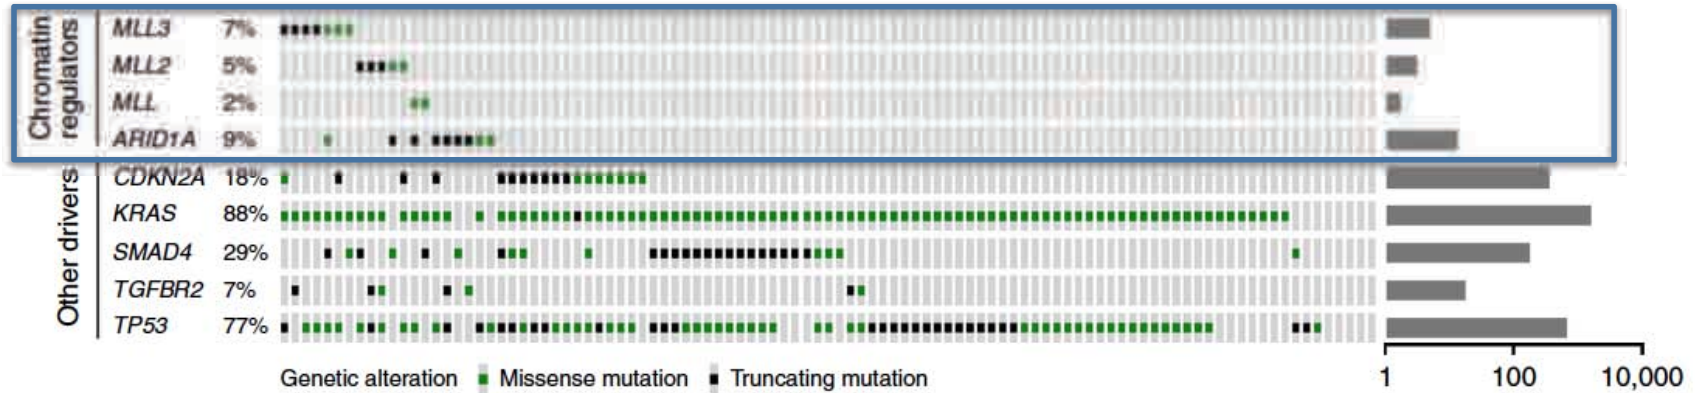 Chromatin
regulators
MLL3 7%
MLL2 5%
MLL 2%
ARID1A 9%
Other drivers
CDKN2A 18%
KRAS 88%
SMAD4 29%
TGFBR2 7%
TP53 77%
Genetic alteration Missense mutation Truncating mutation
1 100 10,000